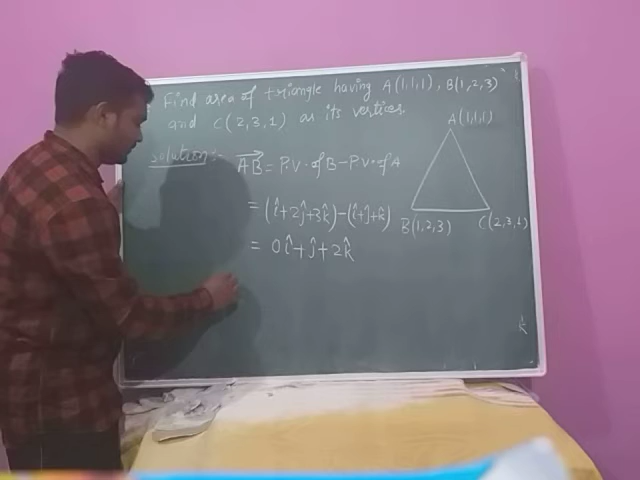 Find area of triangle having A(1,1,1), B(1,2,3)
and C(2,3,1) as its vertices.
A(1,1,1)
Solution:- \overrightarrow{AB} = P.V. of B - P.V. of A
= (î+2ĵ+3k̂)-(î+ĵ+k̂)
B(1,2,3) C(2,3,1)
= 0î+ĵ+2k̂